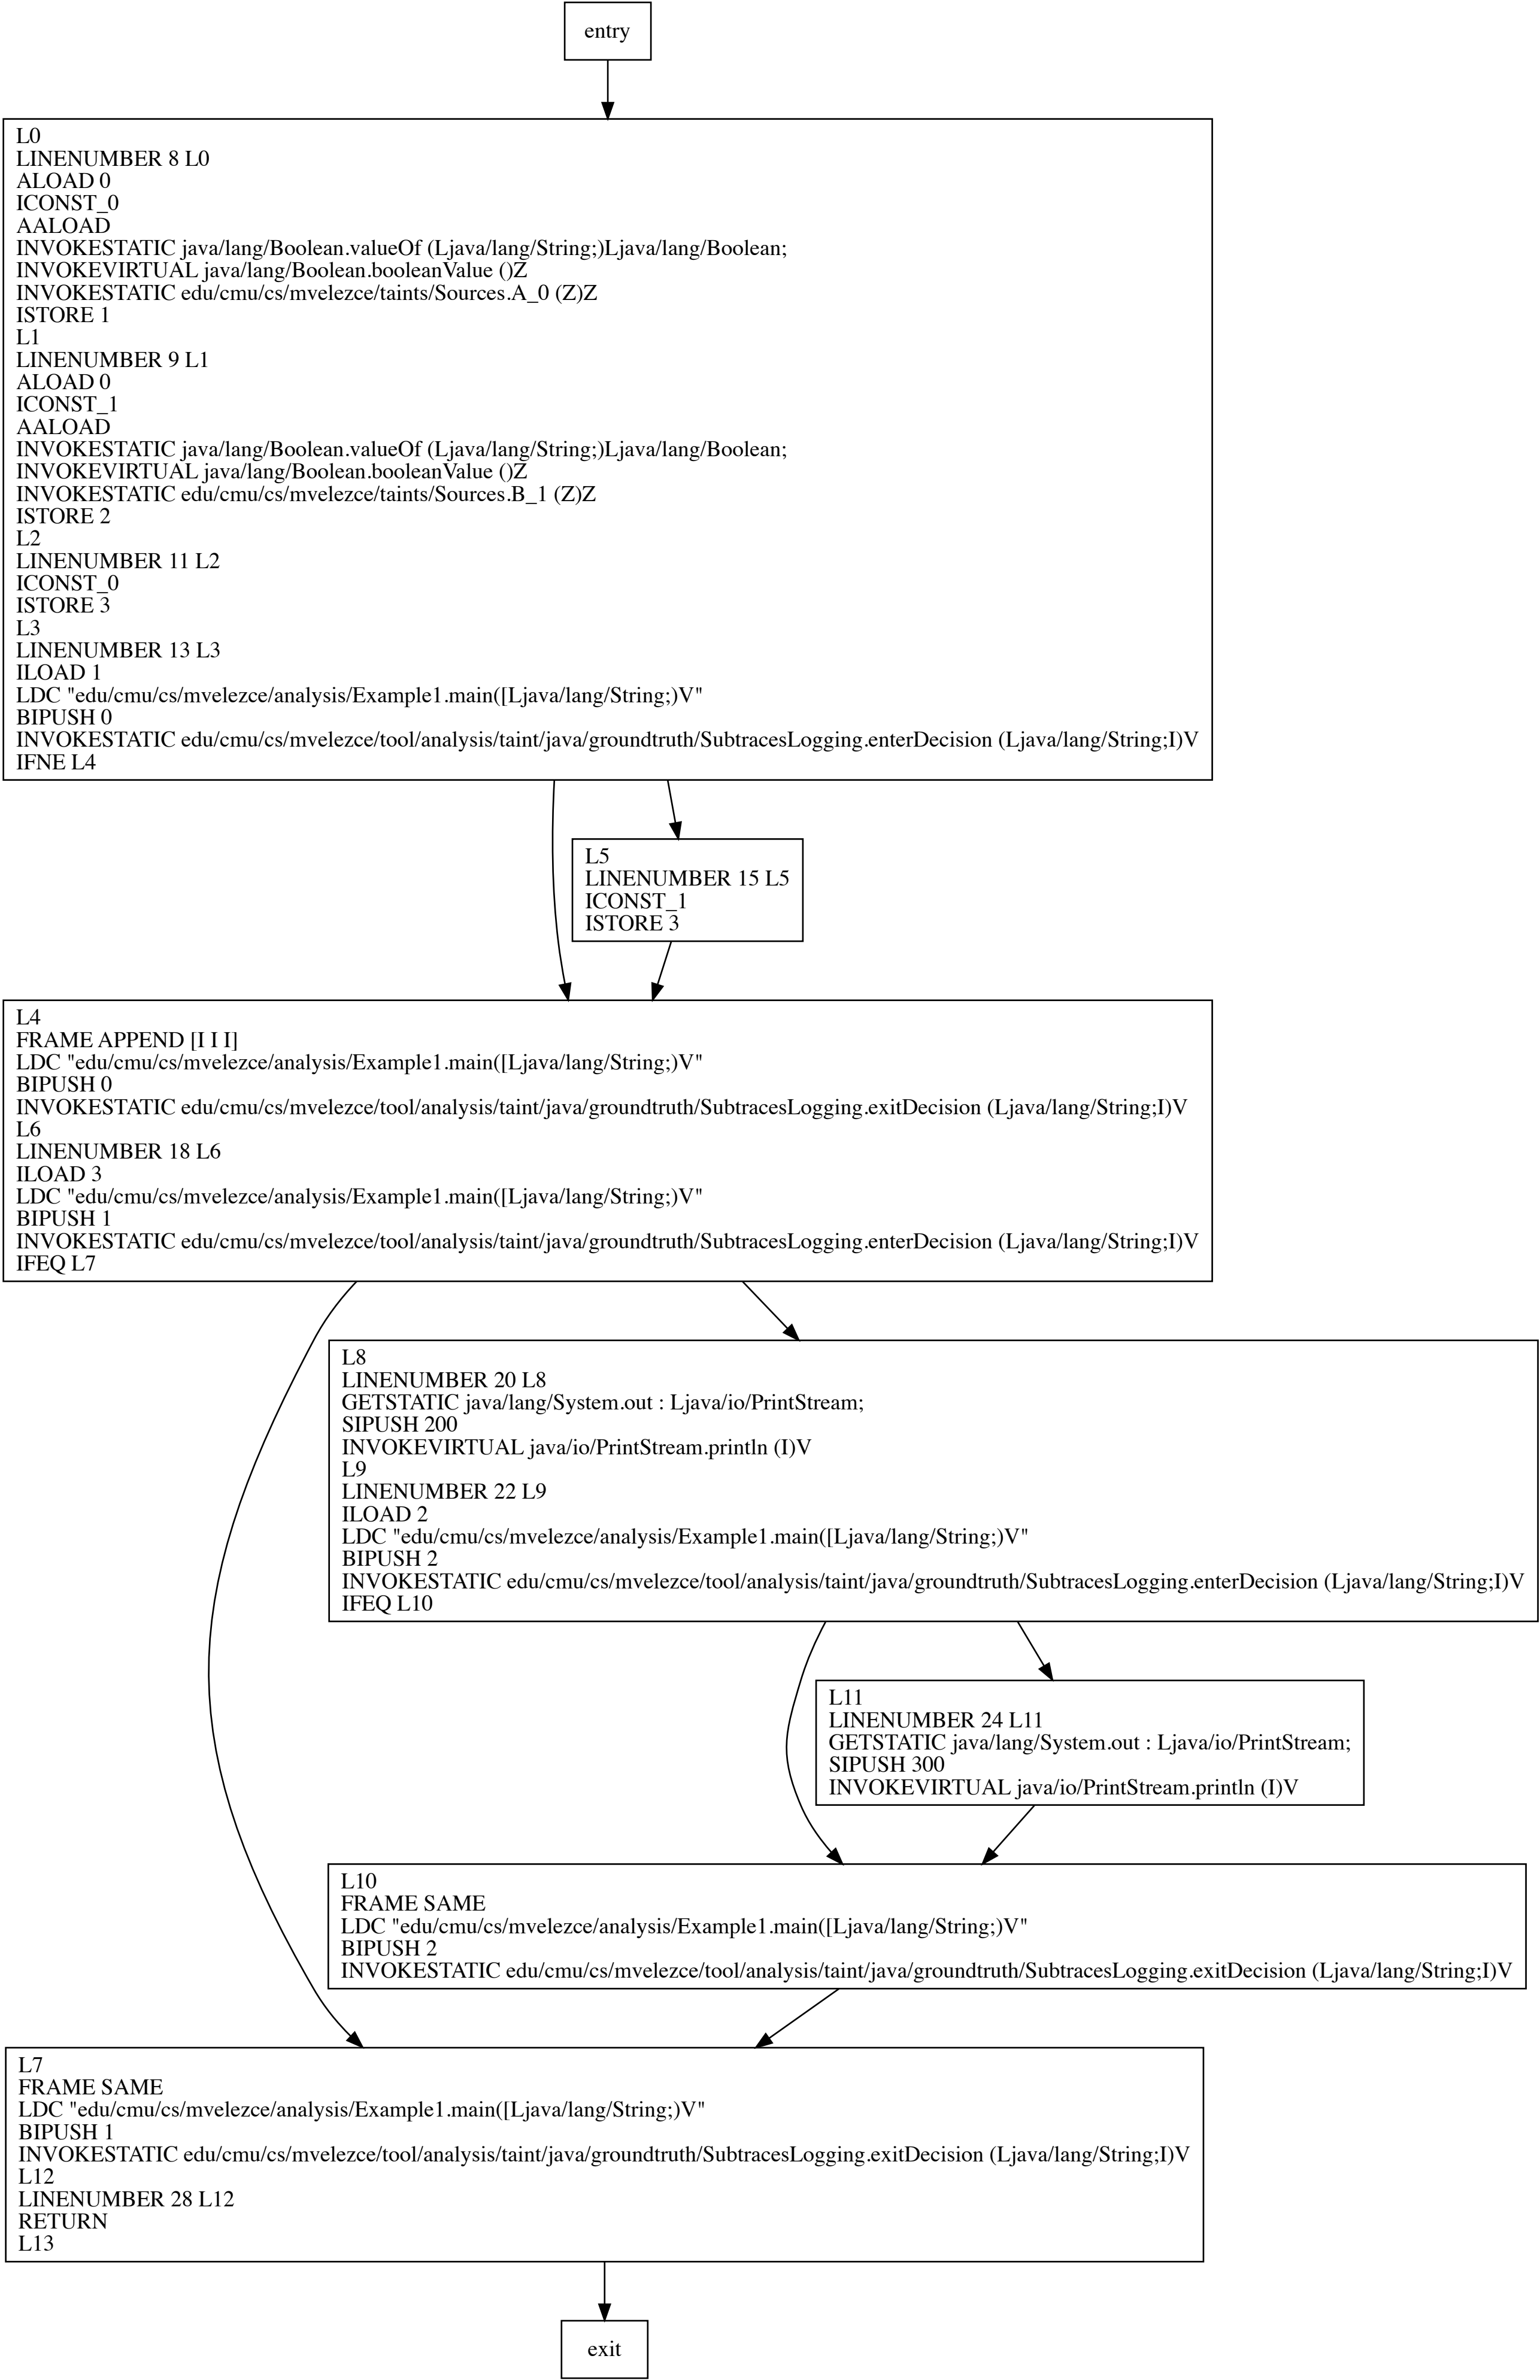 entry
L0
LINENUMBER 8 L0
ALOAD 0
ICONST_0
AALOAD
INVOKESTATIC java/lang/Boolean.valueOf (Ljava/lang/String;)Ljava/lang/Boolean;
INVOKEVIRTUAL java/lang/Boolean.booleanValue ()Z
INVOKESTATIC edu/cmu/cs/mvelezce/taints/Sources.A_0 (Z)Z
ISTORE 1
L1
LINENUMBER 9 L1
ALOAD 0
ICONST_1
AALOAD
INVOKESTATIC java/lang/Boolean.valueOf (Ljava/lang/String;)Ljava/lang/Boolean;
INVOKEVIRTUAL java/lang/Boolean.booleanValue ()Z
INVOKESTATIC edu/cmu/cs/mvelezce/taints/Sources.B_1 (Z)Z
ISTORE 2
L2
LINENUMBER 11 L2
ICONST_0
ISTORE 3
L3
LINENUMBER 13 L3
ILOAD 1
LDC "edu/cmu/cs/mvelezce/analysis/Example1.main([Ljava/lang/String;)V"
BIPUSH 0
INVOKESTATIC edu/cmu/cs/mvelezce/tool/analysis/taint/java/groundtruth/SubtracesLogging.enterDecision (Ljava/lang/String;I)V
IFNE L4
L5
LINENUMBER 15 L5
ICONST_1
ISTORE 3
L4
FRAME APPEND [I I I]
LDC "edu/cmu/cs/mvelezce/analysis/Example1.main([Ljava/lang/String;)V"
BIPUSH 0
INVOKESTATIC edu/cmu/cs/mvelezce/tool/analysis/taint/java/groundtruth/SubtracesLogging.exitDecision (Ljava/lang/String;I)V
L6
LINENUMBER 18 L6
ILOAD 3
LDC "edu/cmu/cs/mvelezce/analysis/Example1.main([Ljava/lang/String;)V"
BIPUSH 1
INVOKESTATIC edu/cmu/cs/mvelezce/tool/analysis/taint/java/groundtruth/SubtracesLogging.enterDecision (Ljava/lang/String;I)V
IFEQ L7
L8
LINENUMBER 20 L8
GETSTATIC java/lang/System.out : Ljava/io/PrintStream;
SIPUSH 200
INVOKEVIRTUAL java/io/PrintStream.println (I)V
L9
LINENUMBER 22 L9
ILOAD 2
LDC "edu/cmu/cs/mvelezce/analysis/Example1.main([Ljava/lang/String;)V"
BIPUSH 2
INVOKESTATIC edu/cmu/cs/mvelezce/tool/analysis/taint/java/groundtruth/SubtracesLogging.enterDecision (Ljava/lang/String;I)V
IFEQ L10
L11
LINENUMBER 24 L11
GETSTATIC java/lang/System.out : Ljava/io/PrintStream;
SIPUSH 300
INVOKEVIRTUAL java/io/PrintStream.println (I)V
L10
FRAME SAME
LDC "edu/cmu/cs/mvelezce/analysis/Example1.main([Ljava/lang/String;)V"
BIPUSH 2
INVOKESTATIC edu/cmu/cs/mvelezce/tool/analysis/taint/java/groundtruth/SubtracesLogging.exitDecision (Ljava/lang/String;I)V
L7
FRAME SAME
LDC "edu/cmu/cs/mvelezce/analysis/Example1.main([Ljava/lang/String;)V"
BIPUSH 1
INVOKESTATIC edu/cmu/cs/mvelezce/tool/analysis/taint/java/groundtruth/SubtracesLogging.exitDecision (Ljava/lang/String;I)V
L12
LINENUMBER 28 L12
RETURN
L13
exit